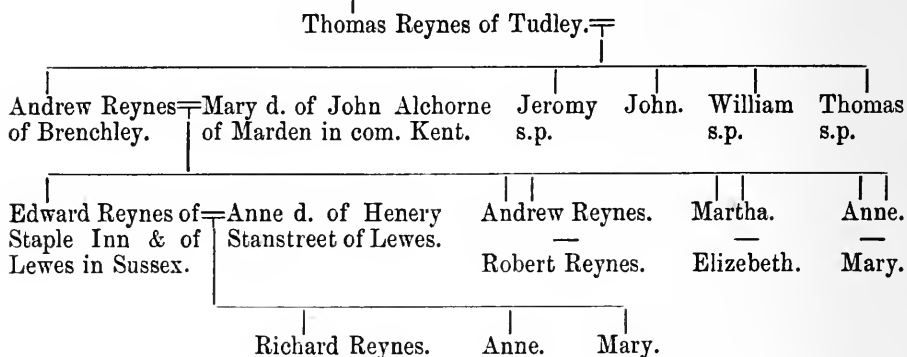 Thomas Reynes of Tudley.
Andrew Reynes Mary d. of John Alchorne Jeromy John. William Thomas
of Brenchley. of Marden in com. Kent. s.p. s.p. s.p.
Edward Reynes of Anne d. of Henery Andrew Reynes. Martha. Anne.
Staple Inn & of Stanstreet of Lewes. — — —
Lewes in Sussex. Robert Reynes. Elizebeth. Mary.
Richard Reynes. Anne. Mary.